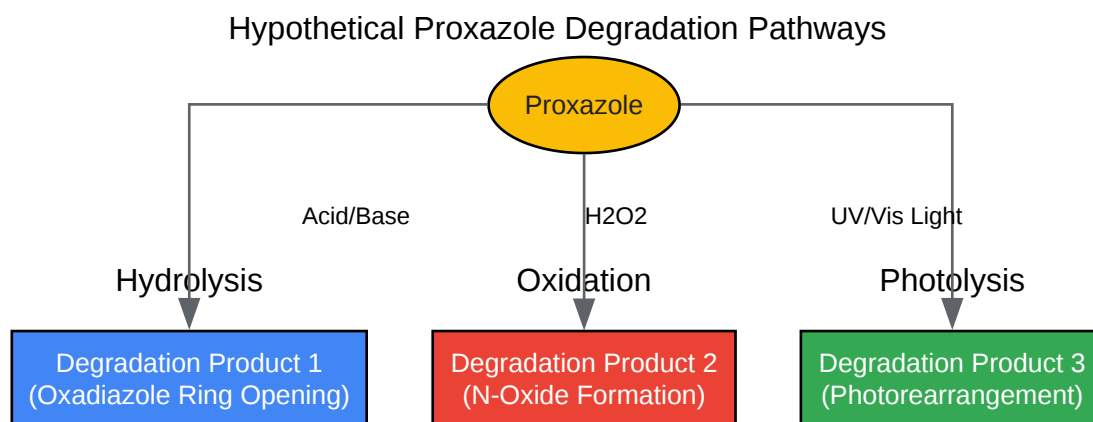 Hypothetical Proxazole Degradation Pathways
Proxazole
Acid/Base
H2O2
UV/Vis Light
Hydrolysis
Oxidation
Photolysis
Degradation Product 1
(Oxadiazole Ring Opening)
Degradation Product 2
(N-Oxide Formation)
Degradation Product 3
(Photorearrangement)